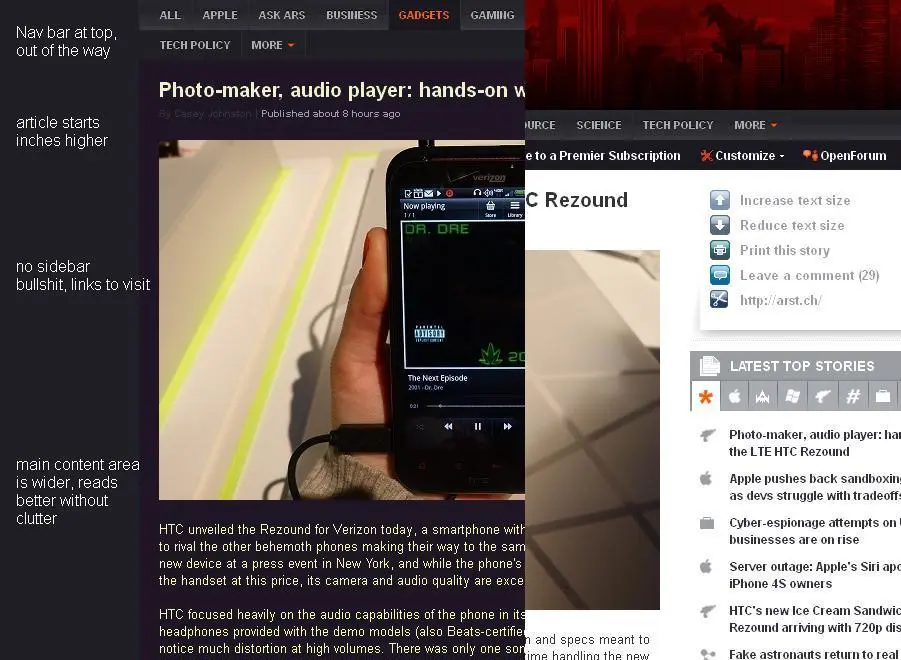 Nav bar at top,
out of the way
article starts
inches higher
no sidebar
bullshit, links to visit
main content area
is wider, reads
better without
clutter
ALL APPLE ASK ARS BUSINESS GADGETS GAMING
TECH POLICY MORE
Photo-maker, audio player: hands-on w
By Casey Johnston | Published about 8 hours ago
verizon
Now playing
1 / 1
Store Library
DR. DRE
PARENTAL
ADVISORY
EXPLICIT CONTENT
20
The Next Episode
2001 - Dr. Dre
0:21
HTC unveiled the Rezound for Verizon today, a smartphone with
to rival the other behemoth phones making their way to the sam
new device at a press event in New York, and while the phone's
the handset at this price, its camera and audio quality are exce
HTC focused heavily on the audio capabilities of the phone in its
headphones provided with the demo models (also Beats-certifie
notice much distortion at high volumes. There was only one son
OURCE SCIENCE TECH POLICY MORE
e to a Premier Subscription Customize OpenForum
C Rezound
Increase text size
Reduce text size
Print this story
Leave a comment (29)
http://arst.ch/
LATEST TOP STORIES
Photo-maker, audio player: han
the LTE HTC Rezound
Apple pushes back sandboxing
as devs struggle with tradeoffs
Cyber-espionage attempts on U
businesses are on rise
Server outage: Apple's Siri apo
iPhone 4S owners
HTC's new Ice Cream Sandwic
Rezound arriving with 720p dis
Fake astronauts return to real
n and specs meant to
ime handling the new